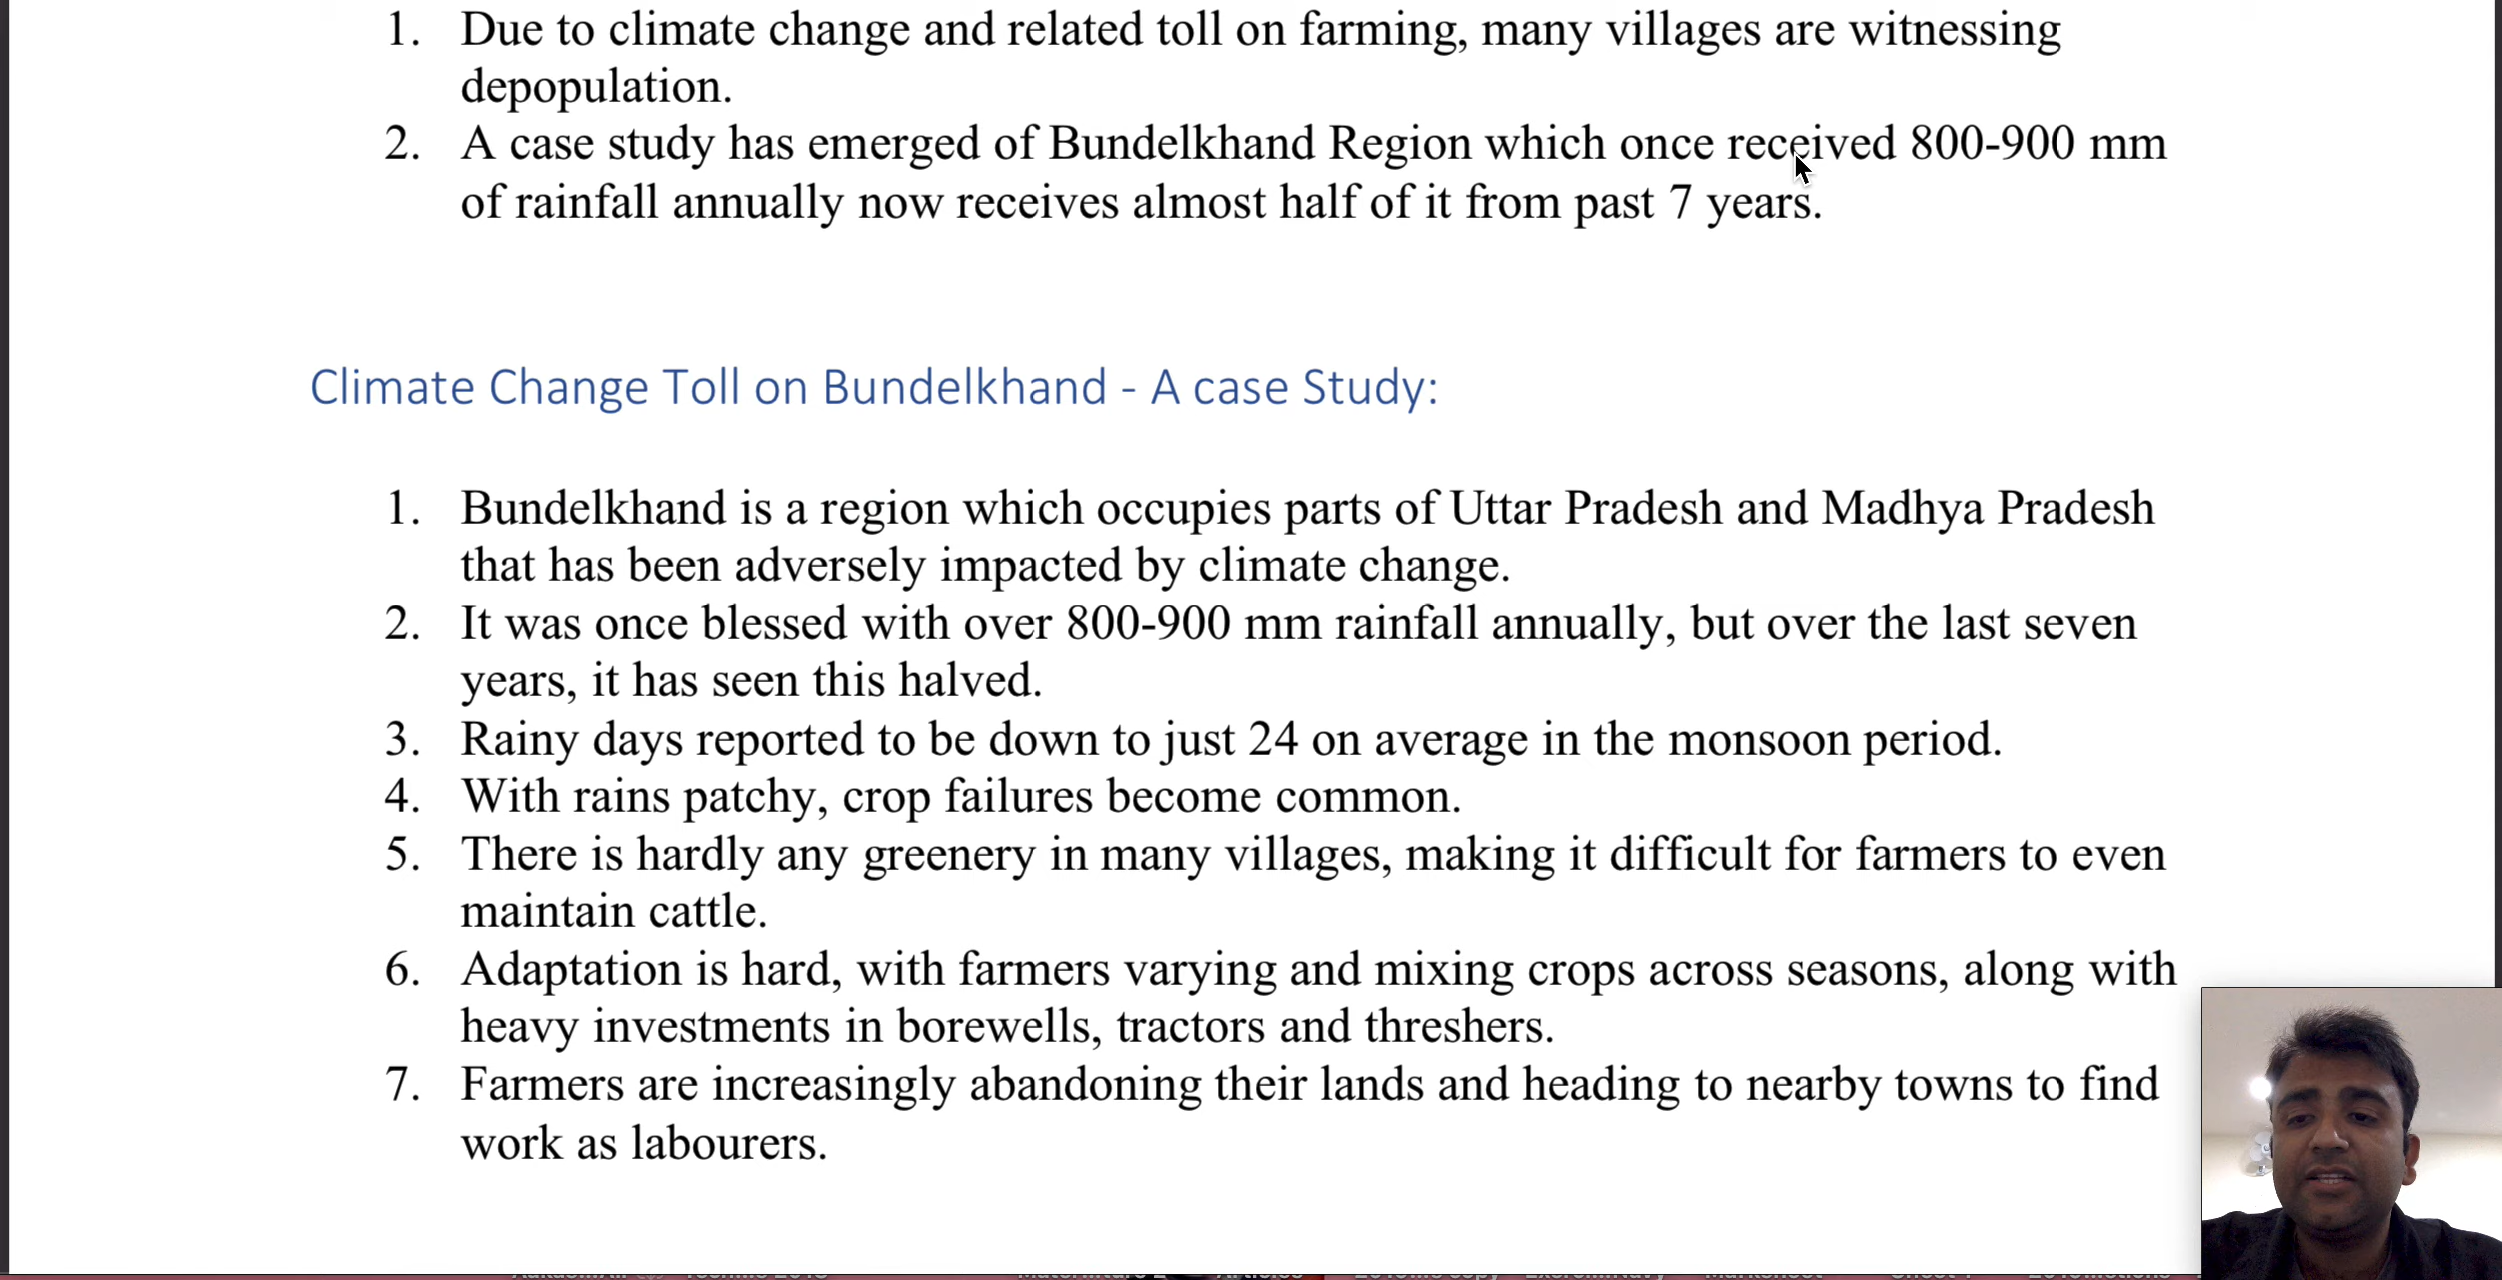 1. Due to climate change and related toll on farming, many villages are witnessing
depopulation.
2. A case study has emerged of Bundelkhand Region which once received 800-900 mm
of rainfall annually now receives almost half of it from past 7 years.
Climate Change Toll on Bundelkhand - A case Study:
1. Bundelkhand is a region which occupies parts of Uttar Pradesh and Madhya Pradesh
that has been adversely impacted by climate change.
2. It was once blessed with over 800-900 mm rainfall annually, but over the last seven
years, it has seen this halved.
3. Rainy days reported to be down to just 24 on average in the monsoon period.
4. With rains patchy, crop failures become common.
5. There is hardly any greenery in many villages, making it difficult for farmers to even
maintain cattle.
6. Adaptation is hard, with farmers varying and mixing crops across seasons, along with
heavy investments in borewells, tractors and threshers.
7. Farmers are increasingly abandoning their lands and heading to nearby towns to find
work as labourers.